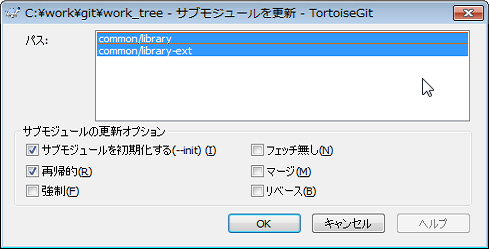 C:¥work¥git¥work_tree - サブモジュールを更新 - TortoiseGit
パス:
common/library
common/library-ext
サブモジュールの更新オプション
サブモジュールを初期化する(--init) (I)
フェッチ無し(N)
再帰的(R)
マージ(M)
強制(F)
リベース(B)
OK
キャンセル
ヘルプ